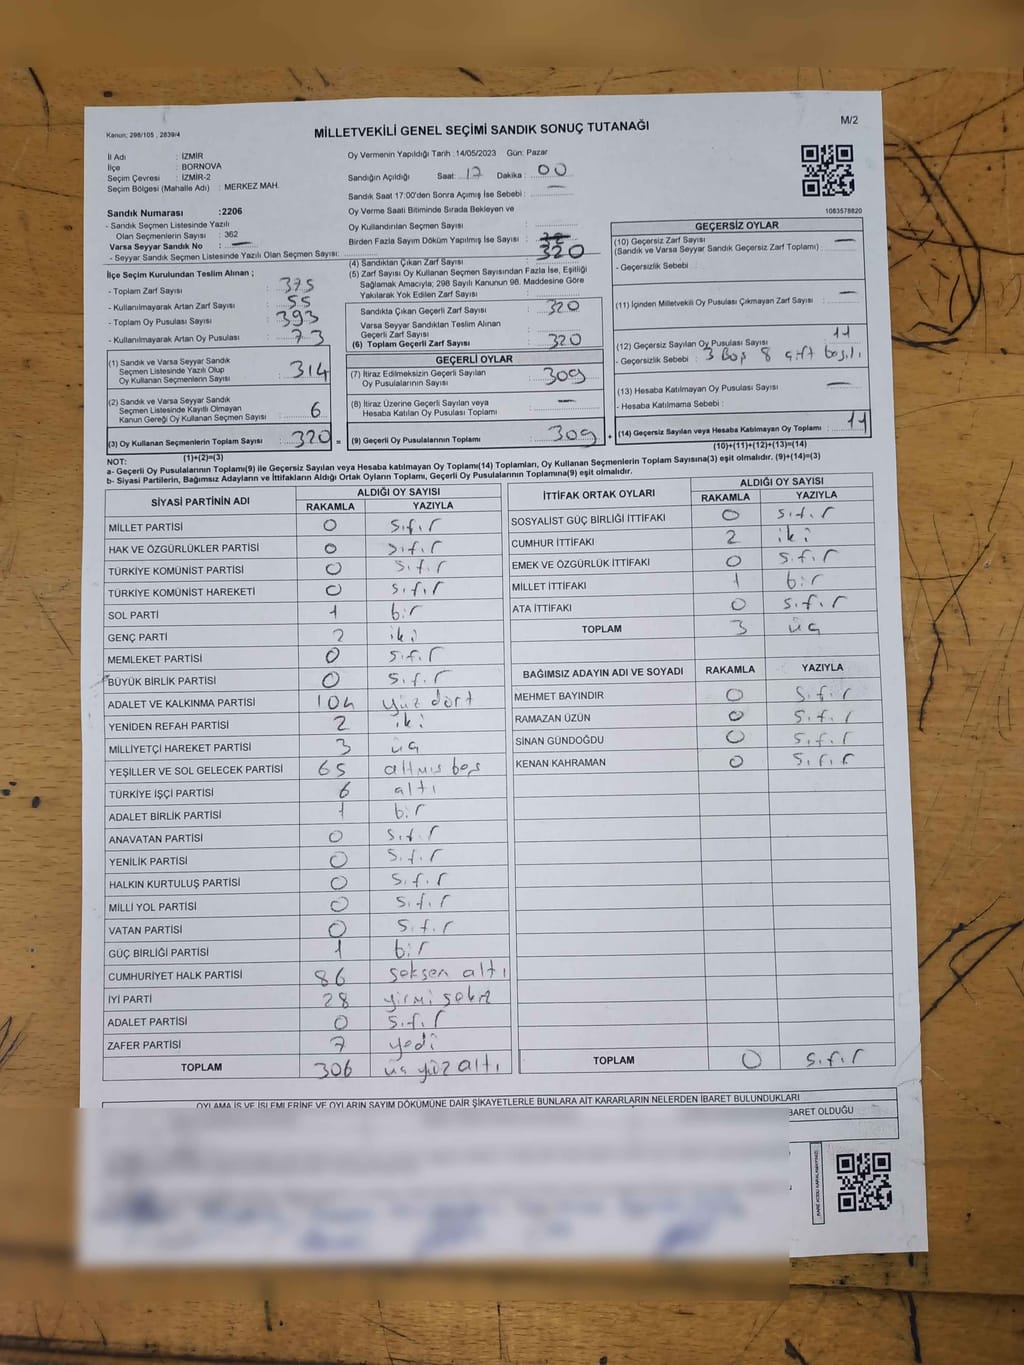 Kanun; 298/105 , 2839/4
MİLLETVEKİLİ GENEL SEÇİMİ SANDIK SONUÇ TUTANAĞI
M/2
İl Adı : İZMİR
İlçe : BORNOVA
Seçim Çevresi : İZMİR-2
Seçim Bölgesi (Mahalle Adı) : MERKEZ MAH.
Sandık Numarası :2206
- Sandık Seçmen Listesinde Yazılı
Olan Seçmenlerin Sayısı : 362
Varsa Seyyar Sandık No : —
- Seyyar Sandık Seçmen Listesinde Yazılı Olan Seçmen Sayısı:
Oy Vermenin Yapıldığı Tarih :14/05/2023 Gün: Pazar
Sandığın Açıldığı Saat: 17 Dakika : 00
Sandık Saat 17:00'den Sonra Açımış İse Sebebi : —
Oy Verme Saati Bitiminde Sırada Bekleyen ve
Oy Kullandırılan Seçmen Sayısı :
Birden Fazla Sayım Döküm Yapılmış İse Sayısı :
1083578820
İlçe Seçim Kurulundan Teslim Alınan ;
- Toplam Zarf Sayısı : 375
- Kullanılmayarak Artan Zarf Sayısı : 55
- Toplam Oy Pusulası Sayısı : 393
- Kullanılmayarak Artan Oy Pusulası : 73
(1) Sandık ve Varsa Seyyar Sandık
Seçmen Listesinde Yazılı Olup
Oy Kullanan Seçmenlerin Sayısı : 314
(2) Sandık ve Varsa Seyyar Sandık
Seçmen Listesinde Kayıtlı Olmayan
Kanun Gereği Oy Kullanan Seçmen Sayısı : 6
(3) Oy Kullanan Seçmenlerin Toplam Sayısı : 320 =
(1)+(2)=(3)
(4) Sandıktan Çıkan Zarf Sayısı : 320
(5) Zarf Sayısı Oy Kullanan Seçmen Sayısından Fazla İse, Eşitliği
Sağlamak Amacıyla; 298 Sayılı Kanunun 98. Maddesine Göre
Yakılarak Yok Edilen Zarf Sayısı :
Sandıkta Çıkan Geçerli Zarf Sayısı : 320
Varsa Seyyar Sandıktan Teslim Alınan
Geçerli Zarf Sayısı :
(6) Toplam Geçerli Zarf Sayısı : 320
GEÇERLİ OYLAR
(7) İtiraz Edilmeksizin Geçerli Sayılan
Oy Pusulalarının Sayısı : 309
(8) İtiraz Üzerine Geçerli Sayılan veya
Hesaba Katılan Oy Pusulası Toplamı : —
(9) Geçerli Oy Pusulalarının Toplamı : 309 +
GEÇERSİZ OYLAR
(10) Geçersiz Zarf Sayısı
(Sandık ve Varsa Seyyar Sandık Geçersiz Zarf Toplamı) : —
- Geçersizlik Sebebi :
(11) İçinden Milletvekili Oy Pusulası Çıkmayan Zarf Sayısı : —
(12) Geçersiz Sayılan Oy Pusulası Sayısı : 11
- Geçersizlik Sebebi : 3 Boş 8 çift basılı
(13) Hesaba Katılmayan Oy Pusulası Sayısı : —
- Hesaba Katılmama Sebebi :
(14) Geçersiz Sayılan veya Hesaba Katılmayan Oy Toplamı : 11
(10)+(11)+(12)+(13)=(14)
NOT:
a- Geçerli Oy Pusulalarının Toplamı(9) ile Geçersiz Sayılan veya Hesaba katılmayan Oy Toplamı(14) Toplamları, Oy Kullanan Seçmenlerin Toplam Sayısına(3) eşit olmalıdır. (9)+(14)=(3)
b- Siyasi Partilerin, Bağımsız Adayların ve İttifakların Aldığı Ortak Oyların Toplamı, Geçerli Oy Pusulalarının Toplamına(9) eşit olmalıdır.
SİYASİ PARTİNİN ADI ALDIĞI OY SAYISI
RAKAMLA YAZIYLA
MİLLET PARTİSİ 0 sıfır
HAK VE ÖZGÜRLÜKLER PARTİSİ 0 sıfır
TÜRKİYE KOMÜNİST PARTİSİ 0 sıfır
TÜRKİYE KOMÜNİST HAREKETİ 0 sıfır
SOL PARTİ 1 bir
GENÇ PARTİ 2 iki
MEMLEKET PARTİSİ 0 sıfır
BÜYÜK BİRLİK PARTİSİ 0 sıfır
ADALET VE KALKINMA PARTİSİ 104 yüz dört
YENİDEN REFAH PARTİSİ 2 iki
MİLLİYETÇİ HAREKET PARTİSİ 3 üç
YEŞİLLER VE SOL GELECEK PARTİSİ 65 altmış beş
TÜRKİYE İŞÇİ PARTİSİ 6 altı
ADALET BİRLİK PARTİSİ 1 bir
ANAVATAN PARTİSİ 0 sıfır
YENİLİK PARTİSİ 0 sıfır
HALKIN KURTULUŞ PARTİSİ 0 sıfır
MİLLİ YOL PARTİSİ 0 sıfır
VATAN PARTİSİ 0 sıfır
GÜÇ BİRLİĞİ PARTİSİ 1 bir
CUMHURİYET HALK PARTİSİ 86 seksen altı
İYİ PARTİ 28 yirmi sekiz
ADALET PARTİSİ 0 sıfır
ZAFER PARTİSİ 7 yedi
TOPLAM 306 üç yüz altı
İTTİFAK ORTAK OYLARI ALDIĞI OY SAYISI
RAKAMLA YAZIYLA
SOSYALİST GÜÇ BİRLİĞİ İTTİFAKI 0 sıfır
CUMHUR İTTİFAKI 2 iki
EMEK VE ÖZGÜRLÜK İTTİFAKI 0 sıfır
MİLLET İTTİFAKI 1 bir
ATA İTTİFAKI 0 sıfır
TOPLAM 3 üç
BAĞIMSIZ ADAYIN ADI VE SOYADI RAKAMLA YAZIYLA
MEHMET BAYINDIR 0 sıfır
RAMAZAN ÜZÜN 0 sıfır
SİNAN GÜNDOĞDU 0 sıfır
KENAN KAHRAMAN 0 sıfır
TOPLAM 0 sıfır
OYLAMA İŞ VE İŞLEMLERİNE VE OYLARIN SAYIM DÖKÜMÜNE DAİR ŞİKAYETLERLE BUNLARA AİT KARARLARIN NELERDEN İBARET BULUNDUKLARI
BARET OLDUĞU